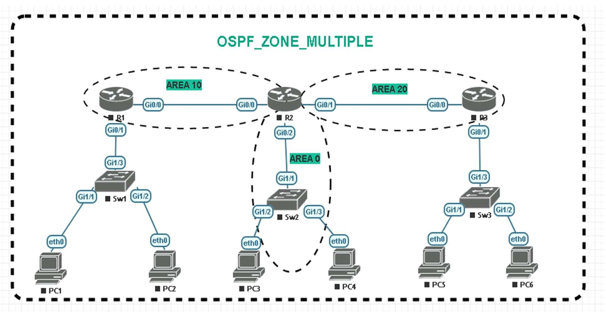 OSPF_ZONE_MULTIPLE
AREA 10
AREA 20
Gi0/0
Gi0/0
Gi0/1
Gi0/0
R1
R2
R3
Gi0/1
Gi0/2
Gi0/1
AREA 0
Gi1/3
Gi1/1
Gi1/3
Gi1/1
Gi1/2
Sw1
Gi1/2
Gi1/3
Sw2
Gi1/1
Gi1/2
Sw3
eth0
eth0
eth0
eth0
eth0
eth0
PC1
PC2
PC3
PC4
PC5
PC6